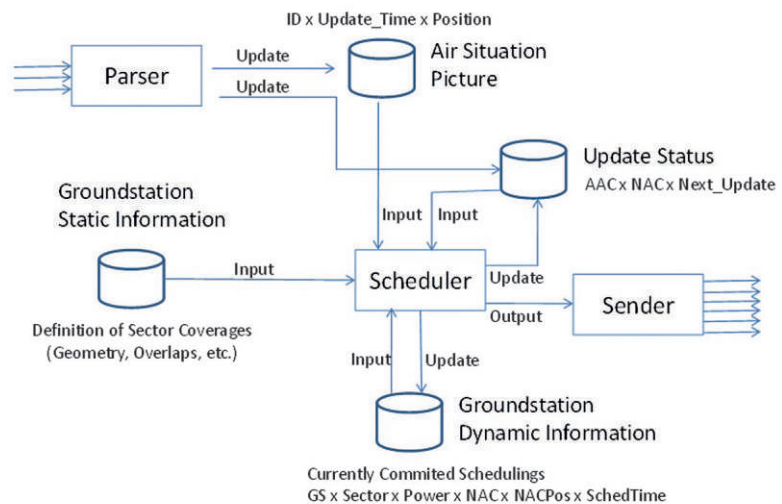 ID x Update_Time x Position
Parser
Update
Update
Air Situation
Picture
Update Status
AAC x NAC x Next_Update
Groundstation
Static Information
Input
Input
Input
Scheduler
Update
Output
Sender
Definition of Sector Coverages
(Geometry, Overlaps, etc.)
Input
Update
Groundstation
Dynamic Information
Currently Commited Schedulings
GS x Sector x Power x NAC x NACPos x SchedTime